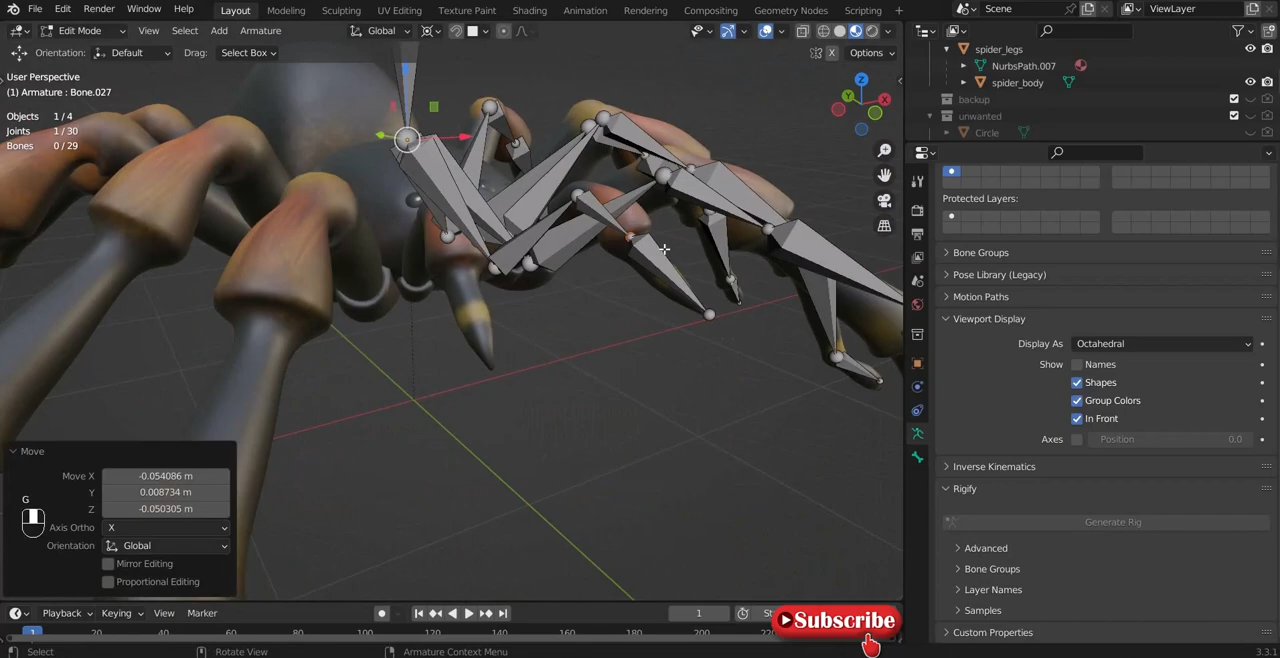 File Edit Render Window Help
Layout Modeling Sculpting UV Editing Texture Paint Shading Animation Rendering Compositing Geometry Nodes Scripting
Scene
ViewLayer
Edit Mode View Select Add Armature
Global
Orientation: Default Drag: Select Box
X Options
User Perspective
(1) Armature : Bone.027
Objects 1/4
Joints 1/30
Bones 0/29
Z
Y
X
spider_legs
NurbsPath.007
spider_body
backup
unwanted
Circle
Protected Layers:
Bone Groups
Pose Library (Legacy)
Motion Paths
Viewport Display
Display As Octahedral
Show Names
Shapes
Group Colors
In Front
Axes Position 0.0
Inverse Kinematics
Rigify
Generate Rig
Advanced
Bone Groups
Layer Names
Samples
Custom Properties
Move
Move X -0.054086 m
Y 0.008734 m
Z -0.050305 m
Axis Ortho X
Orientation Global
Mirror Editing
Proportional Editing
G
Playback Keying View Marker
1
1 20 40 60 80 100 120 140 160 180 200
Subscribe
Select Rotate View Armature Context Menu 3.3.1